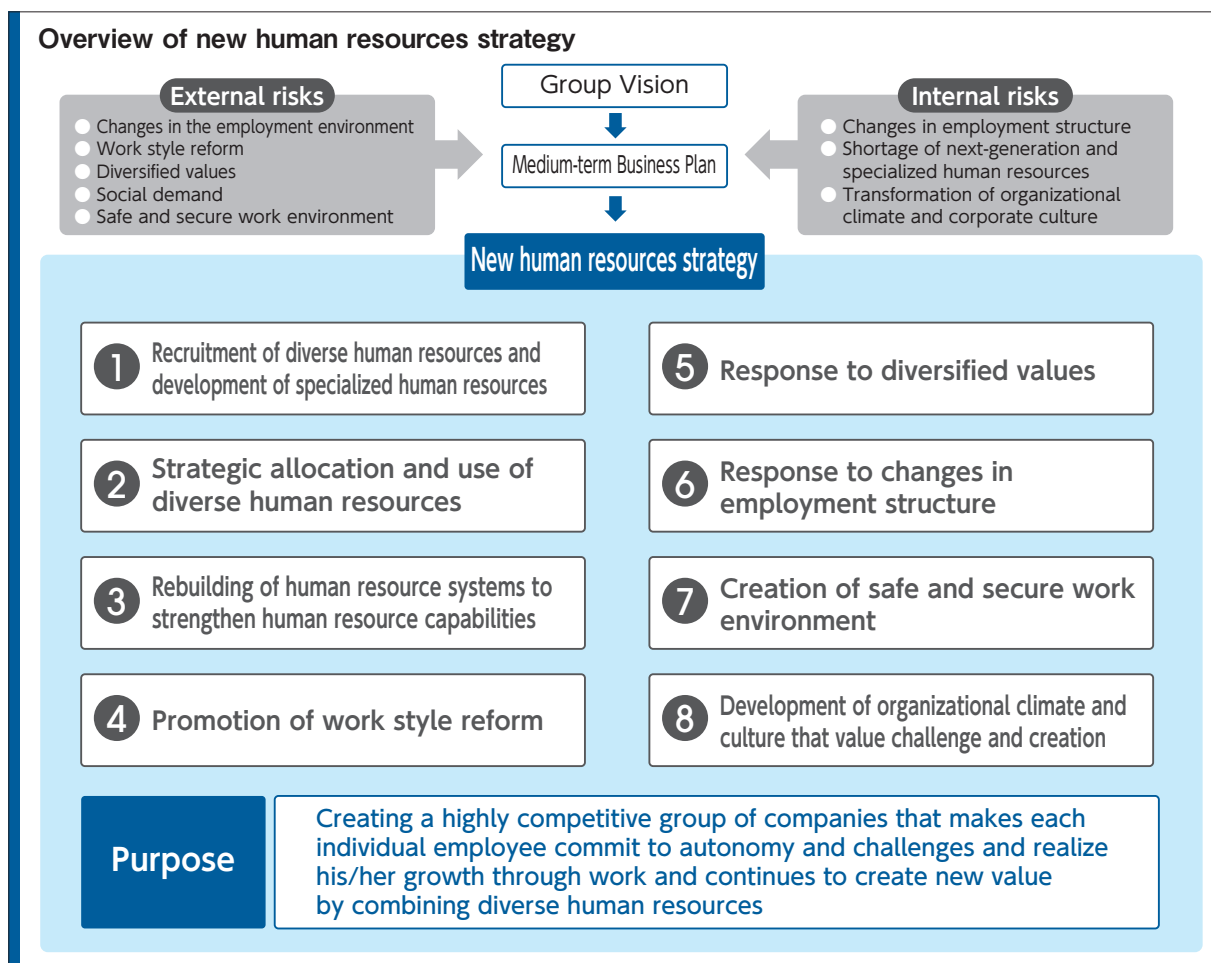 Overview of new human resources strategy
External risks
Changes in the employment environment
Work style reform
Diversified values
Social demand
Safe and secure work environment
Group Vision
Medium-term Business Plan
Internal risks
Changes in employment structure
Shortage of next-generation and
specialized human resources
Transformation of organizational
climate and corporate culture
New human resources strategy
1 Recruitment of diverse human resources and
development of specialized human resources
2 Strategic allocation and use of
diverse human resources
3 Rebuilding of human resource systems to
strengthen human resource capabilities
4 Promotion of work style reform
5 Response to diversified values
6 Response to changes in
employment structure
7 Creation of safe and secure work
environment
8 Development of organizational climate and
culture that value challenge and creation
Purpose
Creating a highly competitive group of companies that makes each
individual employee commit to autonomy and challenges and realize
his/her growth through work and continues to create new value
by combining diverse human resources